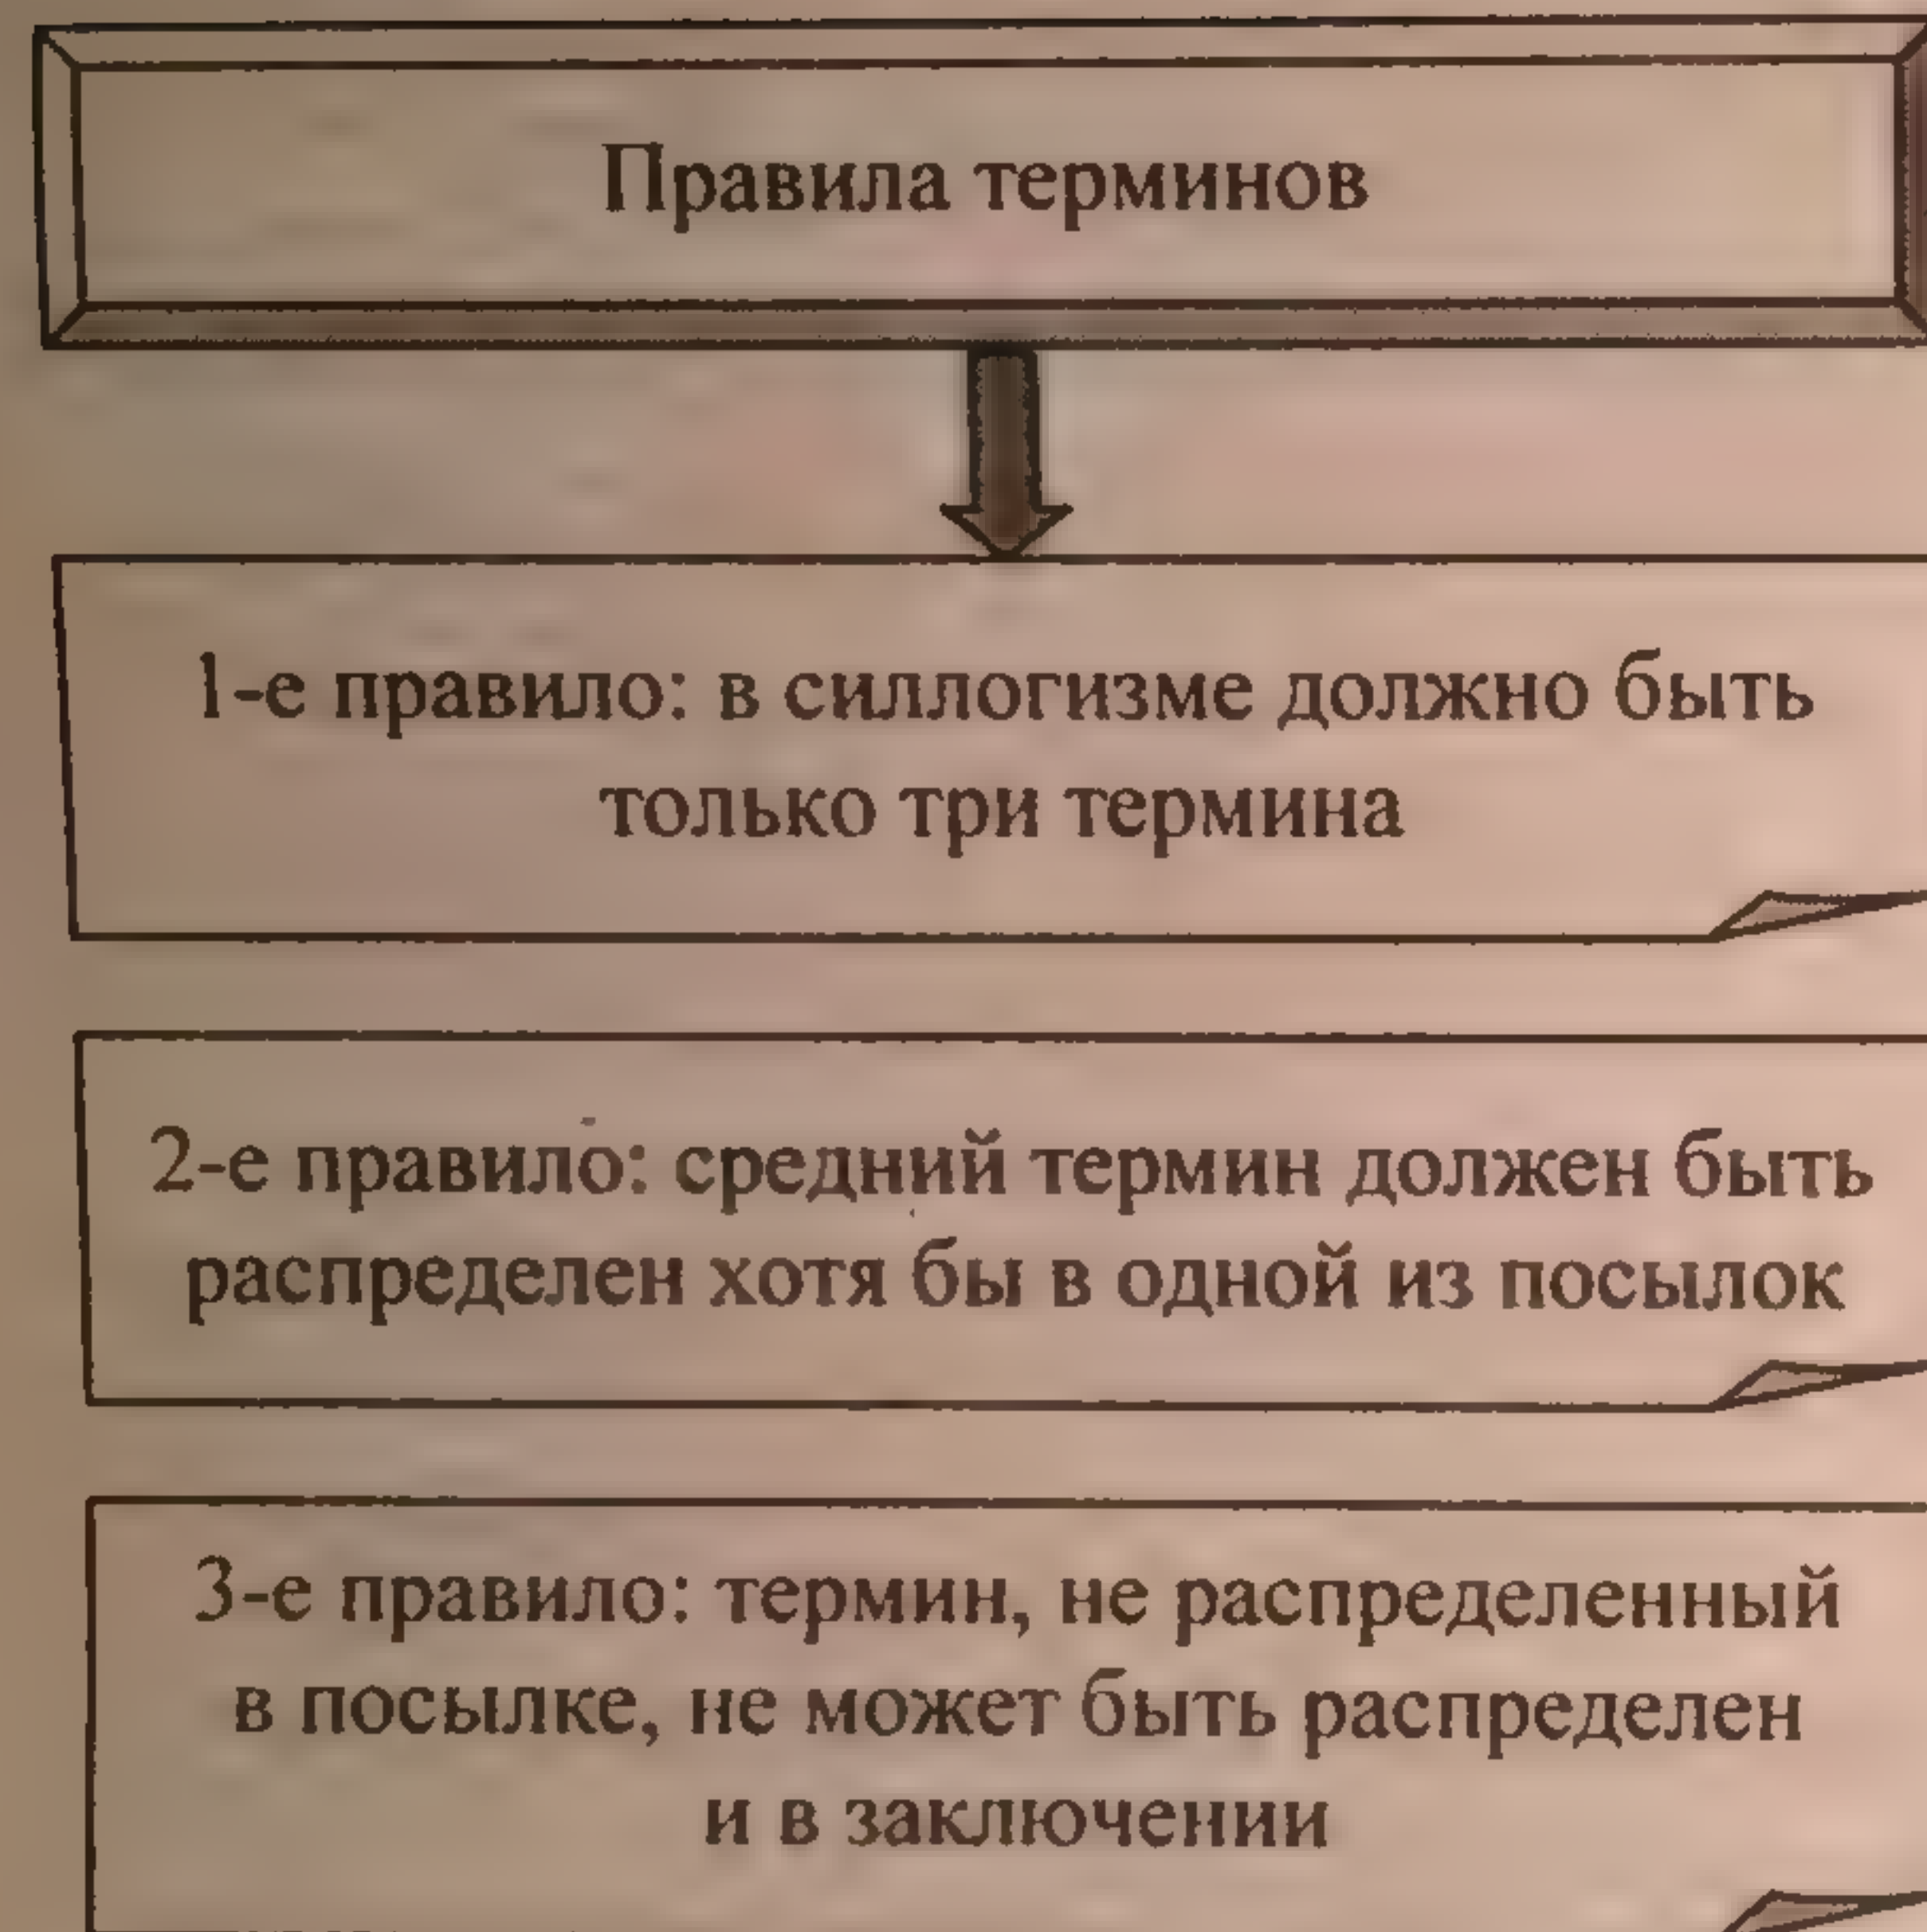 Правила терминов
1-е правило: в силлогизме должно быть
только три термина
2-е правило: средний термин должен быть
распределен хотя бы в одной из посылок
3-е правило: термин, не распределенный
в посылке, не может быть распределен
и в заключении